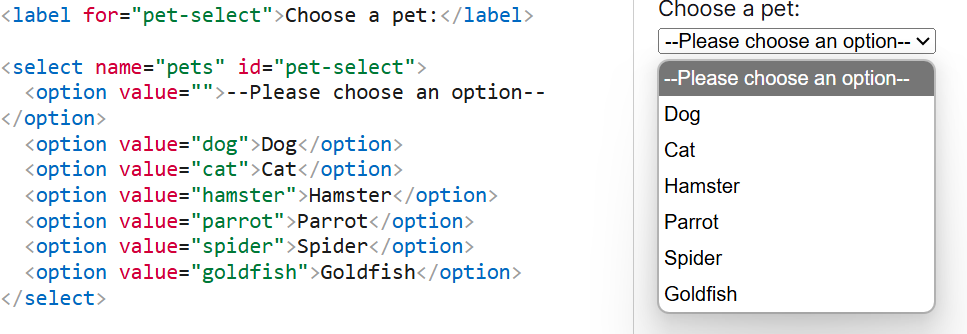 <label for="pet-select">Choose a pet:</label>

<select name="pets" id="pet-select">
  <option value="">--Please choose an option--
</option>
  <option value="dog">Dog</option>
  <option value="cat">Cat</option>
  <option value="hamster">Hamster</option>
  <option value="parrot">Parrot</option>
  <option value="spider">Spider</option>
  <option value="goldfish">Goldfish</option>
</select>
Choose a pet:
--Please choose an option--
--Please choose an option--
Dog
Cat
Hamster
Parrot
Spider
Goldfish